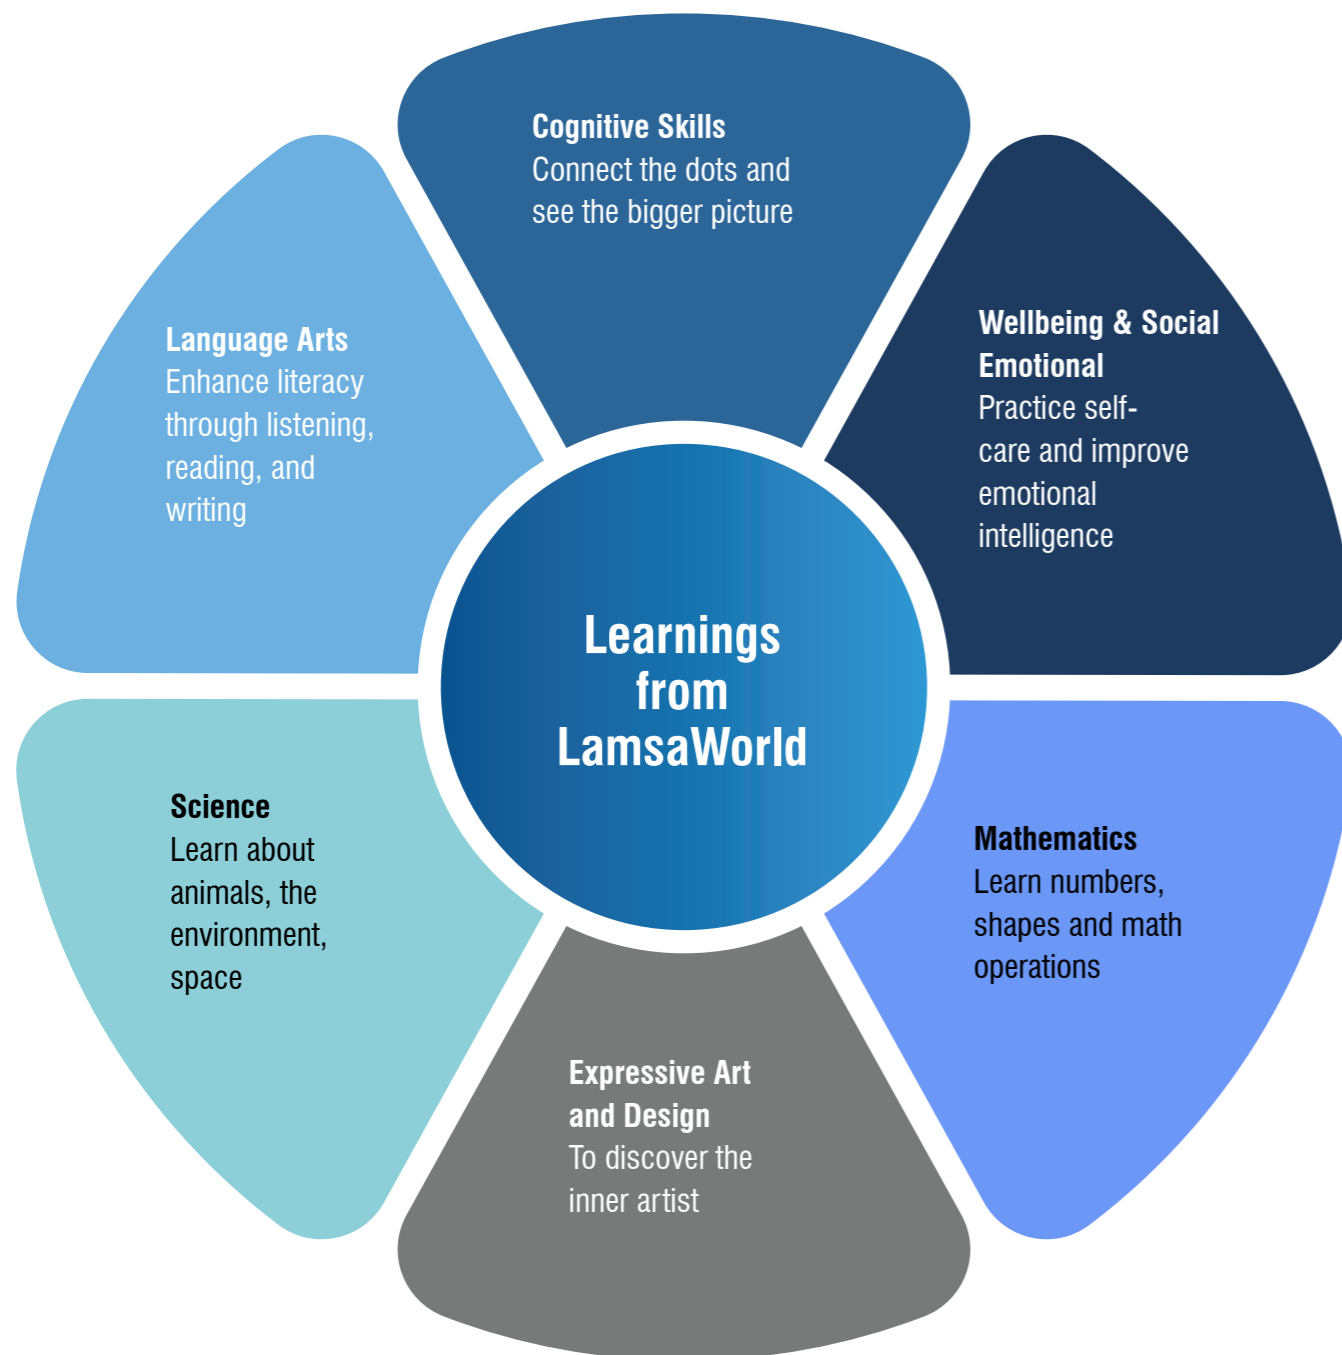 Cognitive Skills
Connect the dots and
see the bigger picture
Wellbeing & Social
Emotional
Practice self-
care and improve
emotional
intelligence
Mathematics
Learn numbers,
shapes and math
operations
Expressive Art
and Design
To discover the
inner artist
Science
Learn about
animals, the
environment,
space
Language Arts
Enhance literacy
through listening,
reading, and
writing
Learnings
from
LamsaWorld